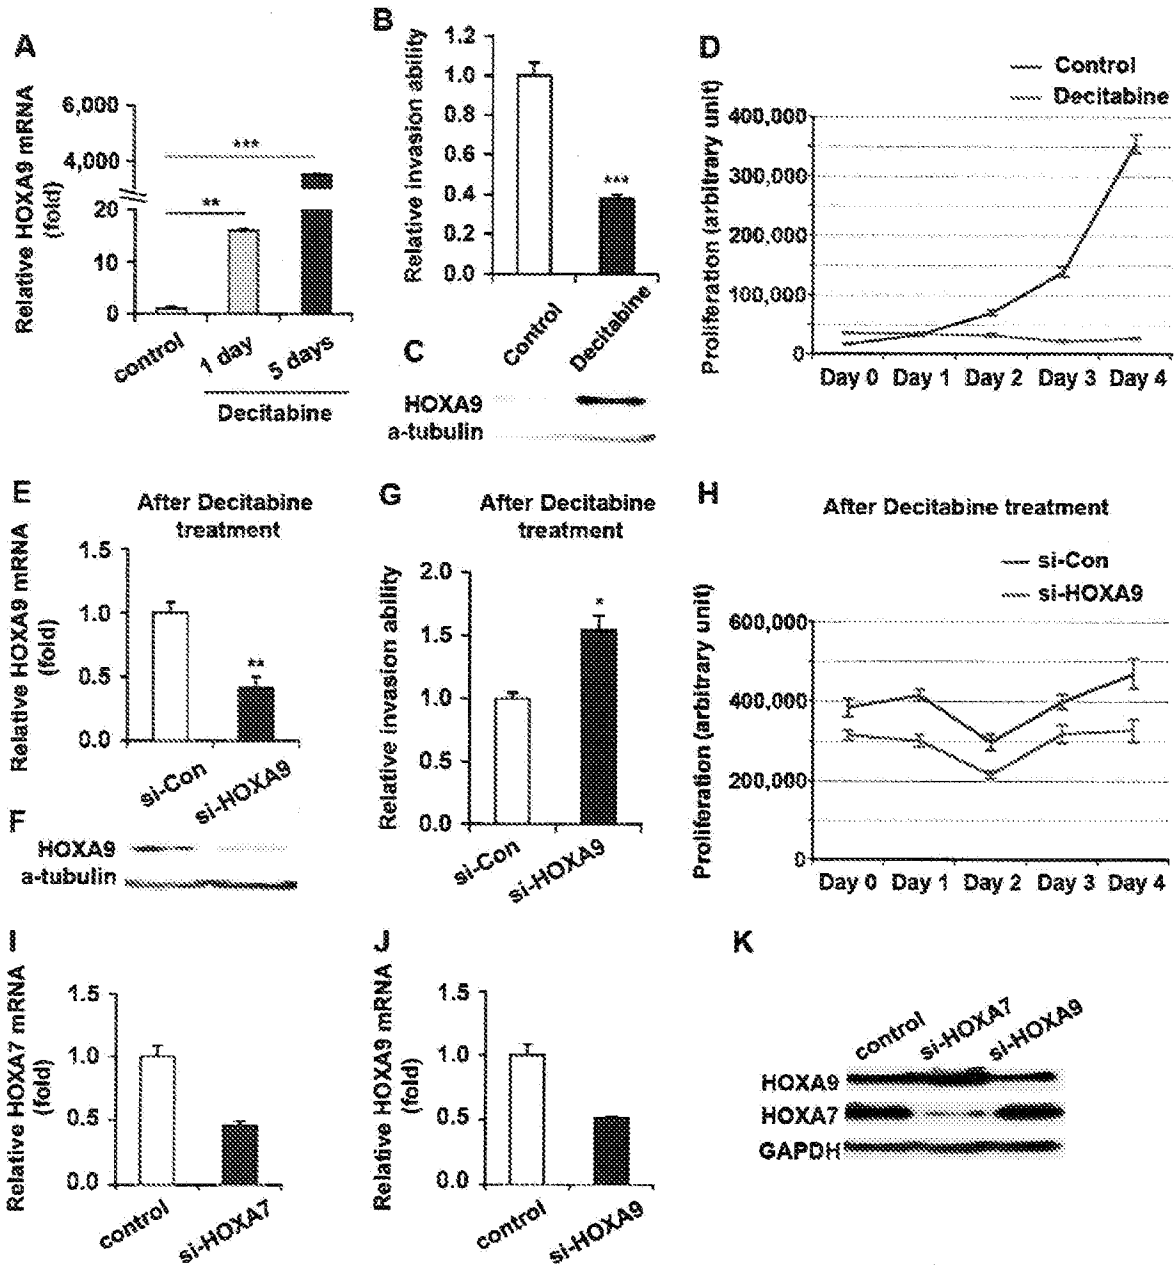 A
Relative HOXA9 mRNA
(fold)
6,000
4,000
20
10
0
***
**
control
1 day
5 days
Decitabine
B
Relative invasion ability
1.2
1.0
0.8
0.6
0.4
0.2
0.0
***
Control
Decitabine
C
HOXA9
a-tubulin
D
Control
Decitabine
Proliferation (arbitrary unit)
400,000
300,000
200,000
100,000
0
Day 0 Day 1 Day 2 Day 3 Day 4
E
After Decitabine
treatment
Relative HOXA9 mRNA
(fold)
1.5
1.0
0.5
0.0
**
si-Con
si-HOXA9
F
HOXA9
a-tubulin
G
After Decitabine
treatment
Relative invasion ability
2.0
1.5
1.0
0.5
0.0
*
si-Con
si-HOXA9
H
After Decitabine treatment
si-Con
si-HOXA9
Proliferation (arbitrary unit)
600,000
400,000
200,000
0
Day 0 Day 1 Day 2 Day 3 Day 4
I
Relative HOXA7 mRNA
(fold)
1.5
1.0
0.5
0.0
control
si-HOXA7
J
Relative HOXA9 mRNA
(fold)
1.5
1.0
0.5
0.0
control
si-HOXA9
K
control
si-HOXA7
si-HOXA9
HOXA9
HOXA7
GAPDH